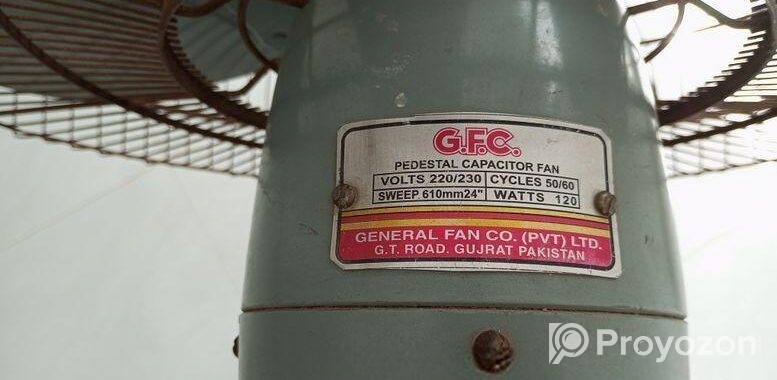 G.F.C.
PEDESTAL CAPACITOR FAN
VOLTS 220/230 CYCLES 50/60
SWEEP 610mm24" WATTS 120
GENERAL FAN CO. (PVT) LTD.
G.T. ROAD. GUJRAT PAKISTAN
Proyozon